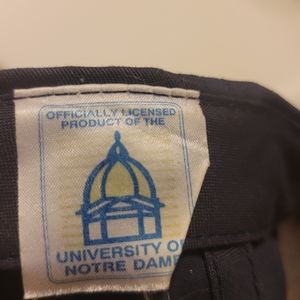 OFFICIALLY LICENSED
PRODUCT OF THE
UNIVERSITY OF
NOTRE DAME